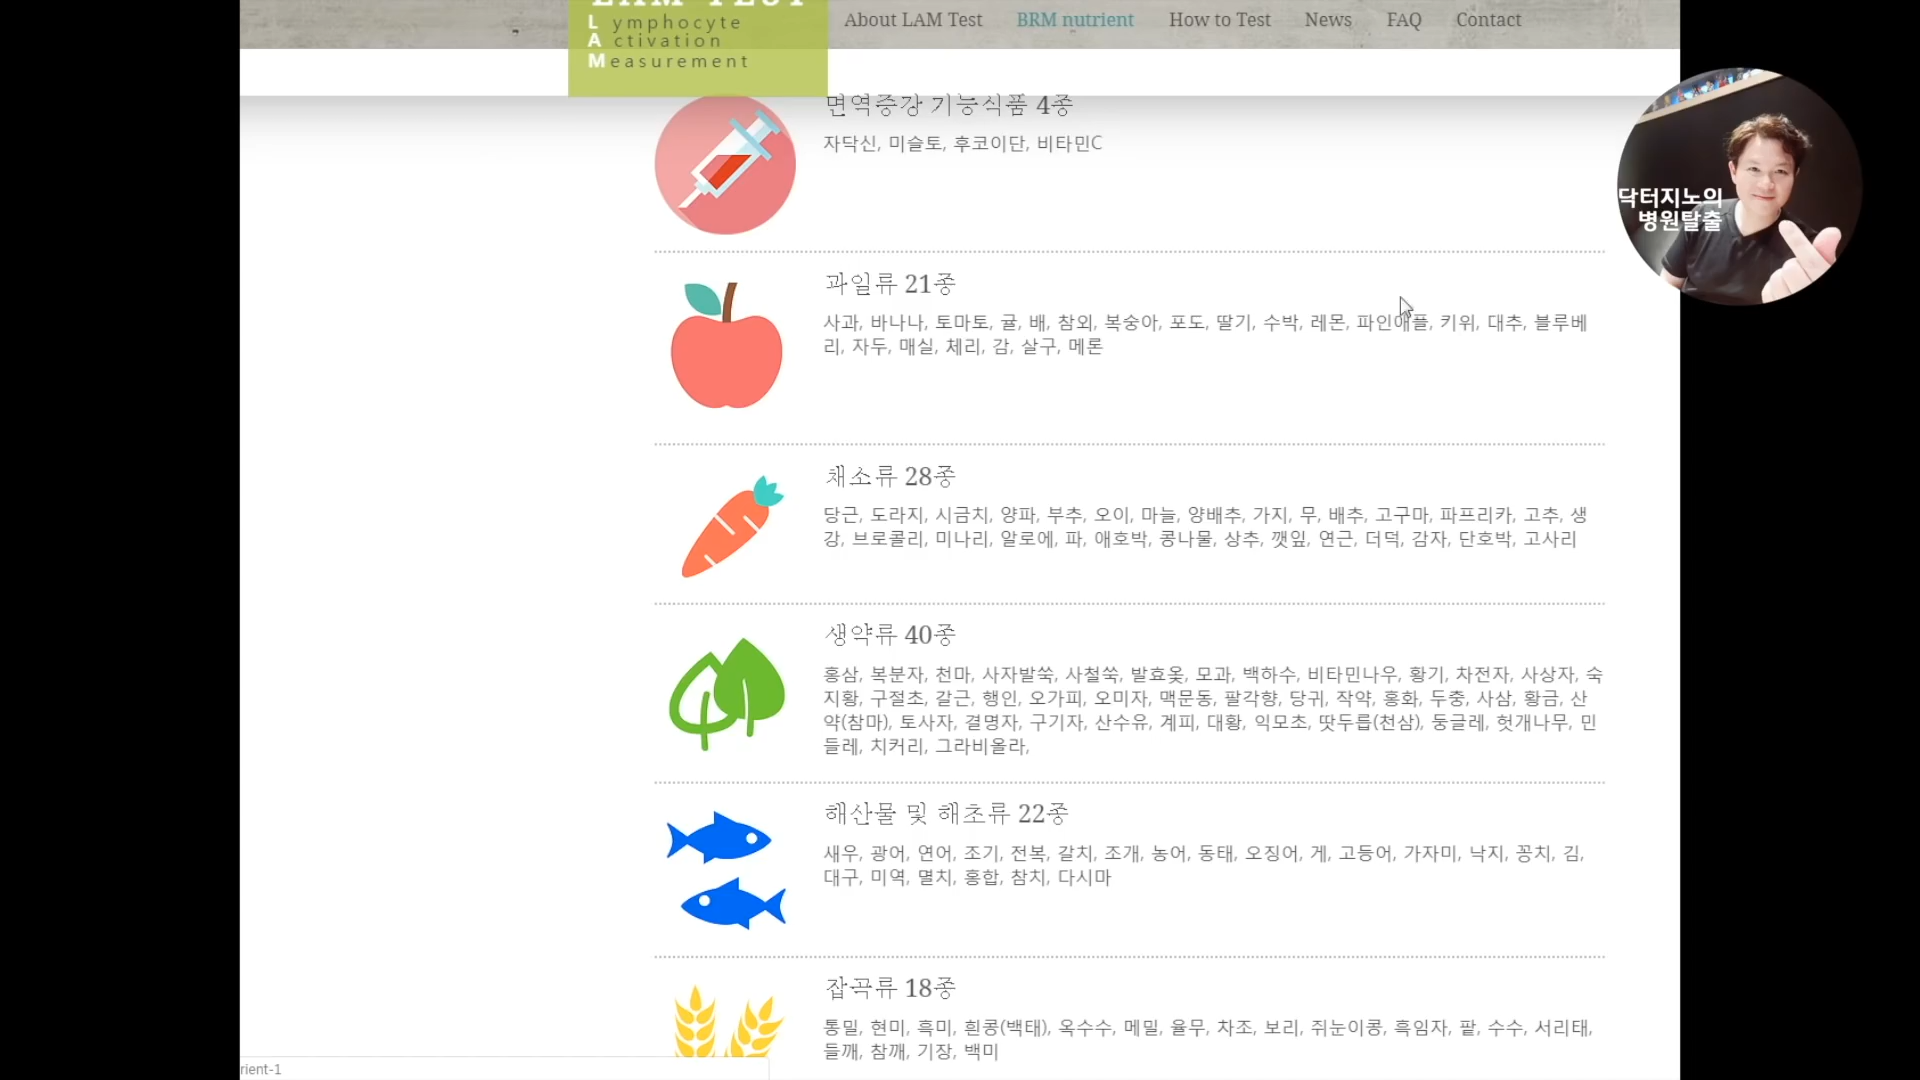 LAM TEST
Lymphocyte
Activation
Measurement
About LAM Test BRM nutrient How to Test News FAQ Contact
면역증강 기능식품 4종
자닥신, 미슬토, 후코이단, 비타민C
닥터지노의
병원탈출
과일류 21종
사과, 바나나, 토마토, 귤, 배, 참외, 복숭아, 포도, 딸기, 수박, 레몬, 파인애플, 키위, 대추, 블루베
리, 자두, 매실, 체리, 감, 살구, 메론
채소류 28종
당근, 도라지, 시금치, 양파, 부추, 오이, 마늘, 양배추, 가지, 무, 배추, 고구마, 파프리카, 고추, 생
강, 브로콜리, 미나리, 알로에, 파, 애호박, 콩나물, 상추, 깻잎, 연근, 더덕, 감자, 단호박, 고사리
생약류 40종
홍삼, 복분자, 천마, 사자발쑥, 사철쑥, 발효옻, 모과, 백하수, 비타민나우, 황기, 차전자, 사상자, 숙
지황, 구절초, 갈근, 행인, 오가피, 오미자, 맥문동, 팔각향, 당귀, 작약, 홍화, 두충, 사삼, 황금, 산
약(참마), 토사자, 결명자, 구기자, 산수유, 계피, 대황, 익모초, 땃두릅(천삼), 둥글레, 헛개나무, 민
들레, 치커리, 그라비올라,
해산물 및 해초류 22종
새우, 광어, 연어, 조기, 전복, 갈치, 조개, 농어, 동태, 오징어, 게, 고등어, 가자미, 낙지, 꽁치, 김,
대구, 미역, 멸치, 홍합, 참치, 다시마
잡곡류 18종
통밀, 현미, 흑미, 흰콩(백태), 옥수수, 메밀, 율무, 차조, 보리, 쥐눈이콩, 흑임자, 팥, 수수, 서리태,
들깨, 참깨, 기장, 백미
rient-1